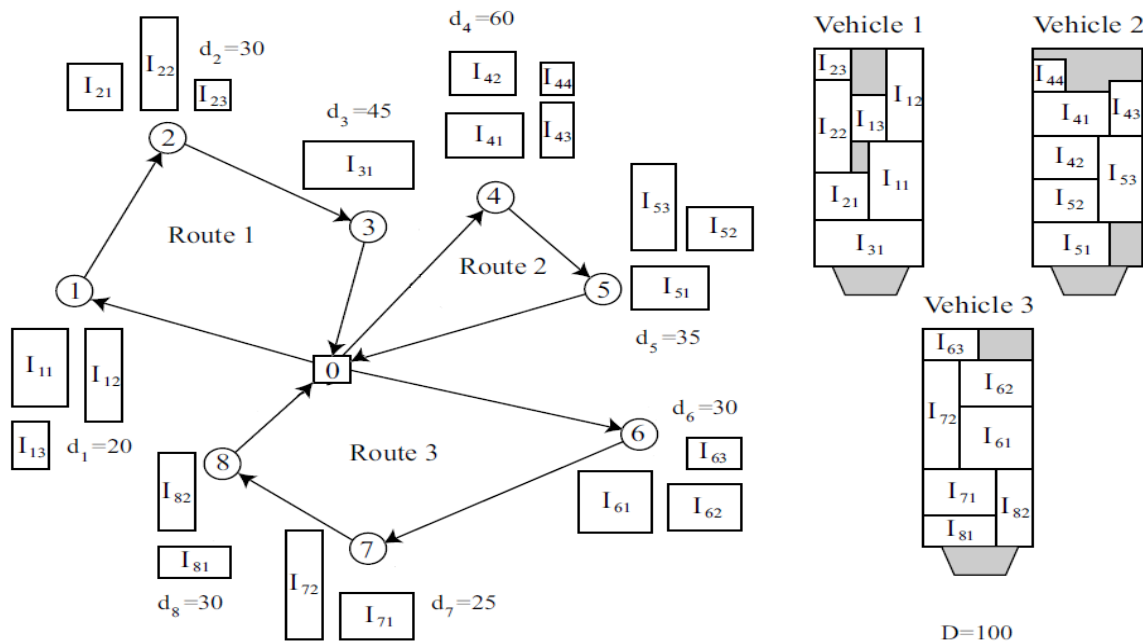 d₄=60
Vehicle 1
Vehicle 2
I₂₂
d₂=30
I₂₁
I₂₃
I₄₂
I₄₄
d₃=45
I₄₁
I₄₃
I₃₁
2
4
3
Route 1
Route 2
I₅₃
I₅₂
5
I₅₁
d₅=35
1
0
I₁₁
I₁₂
I₁₃
d₁=20
Route 3
8
6
7
d₆=30
I₆₃
I₆₁
I₆₂
I₈₂
I₈₁
d₈=30
I₇₂
I₇₁
d₇=25
I₂₃
I₁₂
I₂₂
I₁₃
I₁₁
I₂₁
I₃₁
I₄₄
I₄₁
I₄₃
I₄₂
I₅₃
I₅₂
I₅₁
Vehicle 3
I₆₃
I₆₂
I₇₂
I₆₁
I₇₁
I₈₂
I₈₁
D=100